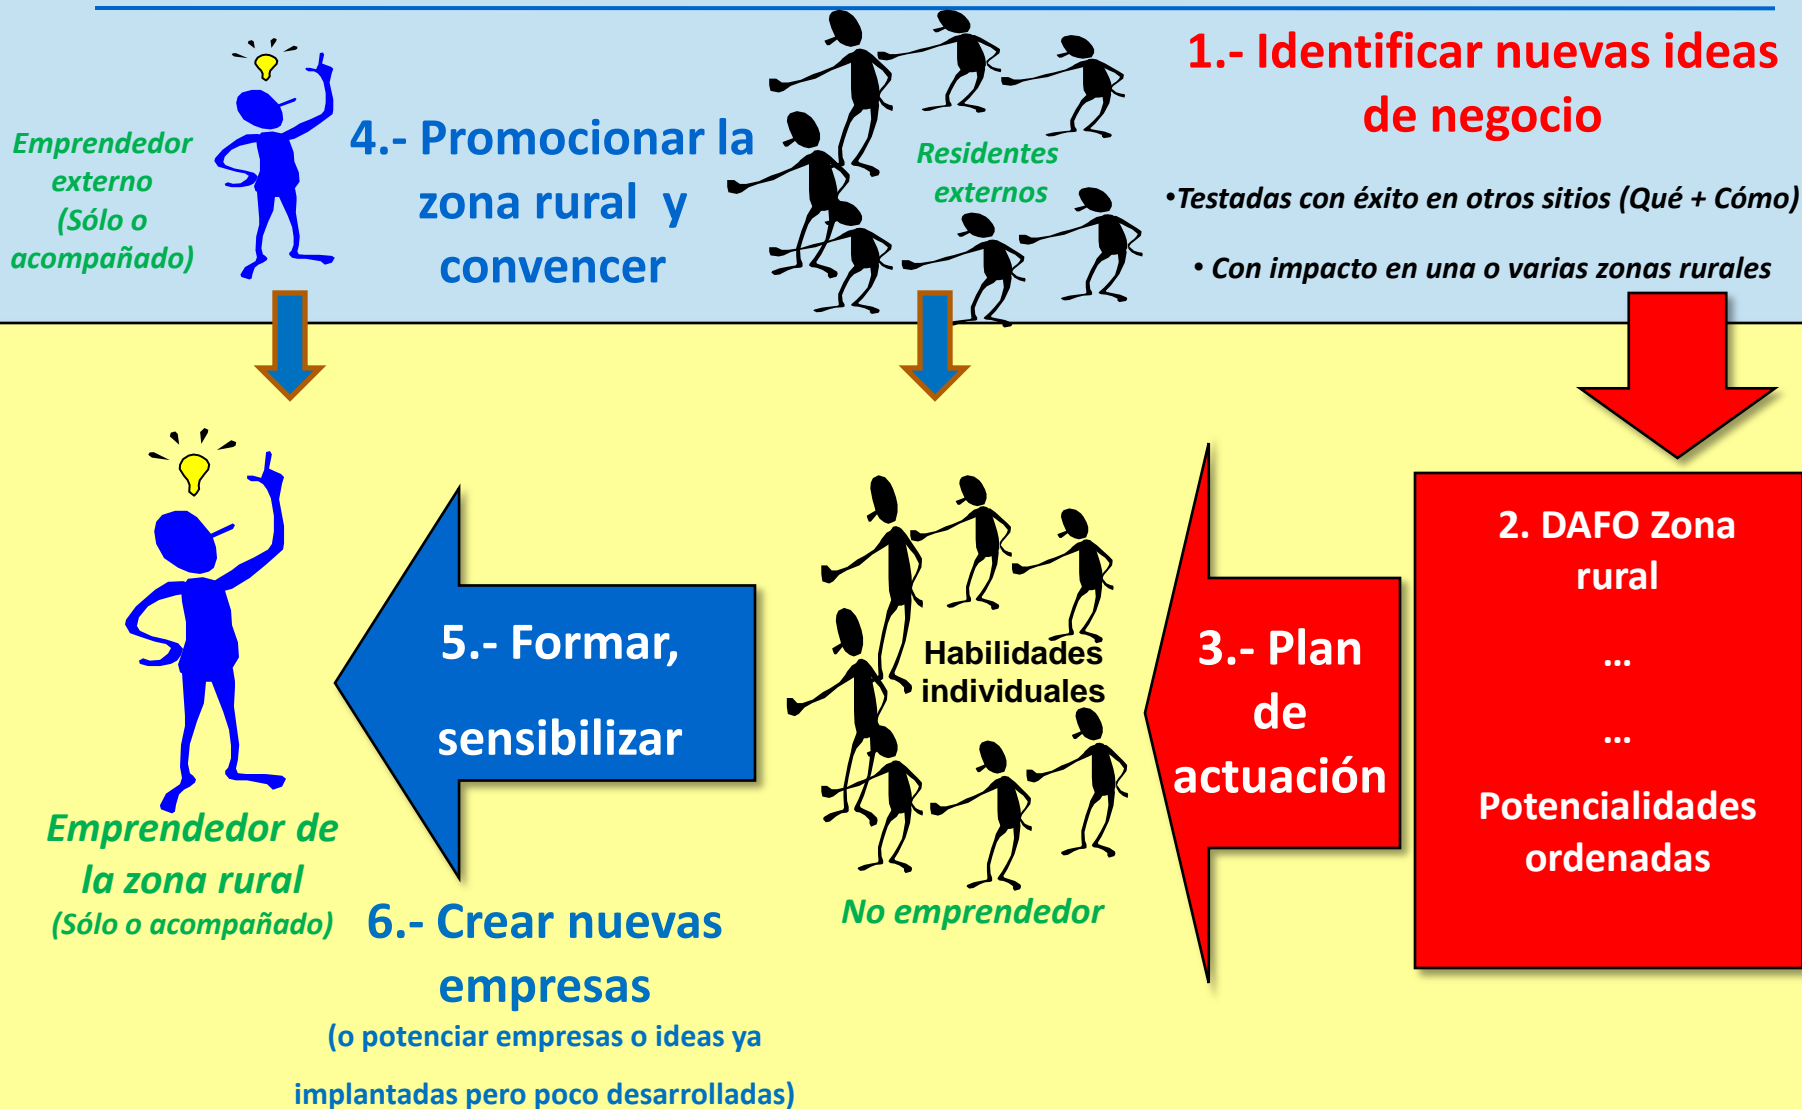 Emprendedor
externo
(Sólo o
acompañado)
4.- Promocionar la
zona rural y
convencer
Residentes
externos
1.- Identificar nuevas ideas
de negocio
•Testadas con éxito en otros sitios (Qué + Cómo)
• Con impacto en una o varias zonas rurales
2. DAFO Zona
rural
...
...
Potencialidades
ordenadas
3.- Plan
de
actuación
Habilidades
individuales
No emprendedor
5.- Formar,
sensibilizar
Emprendedor de
la zona rural
(Sólo o acompañado)
6.- Crear nuevas
empresas
(o potenciar empresas o ideas ya
implantadas pero poco desarrolladas)